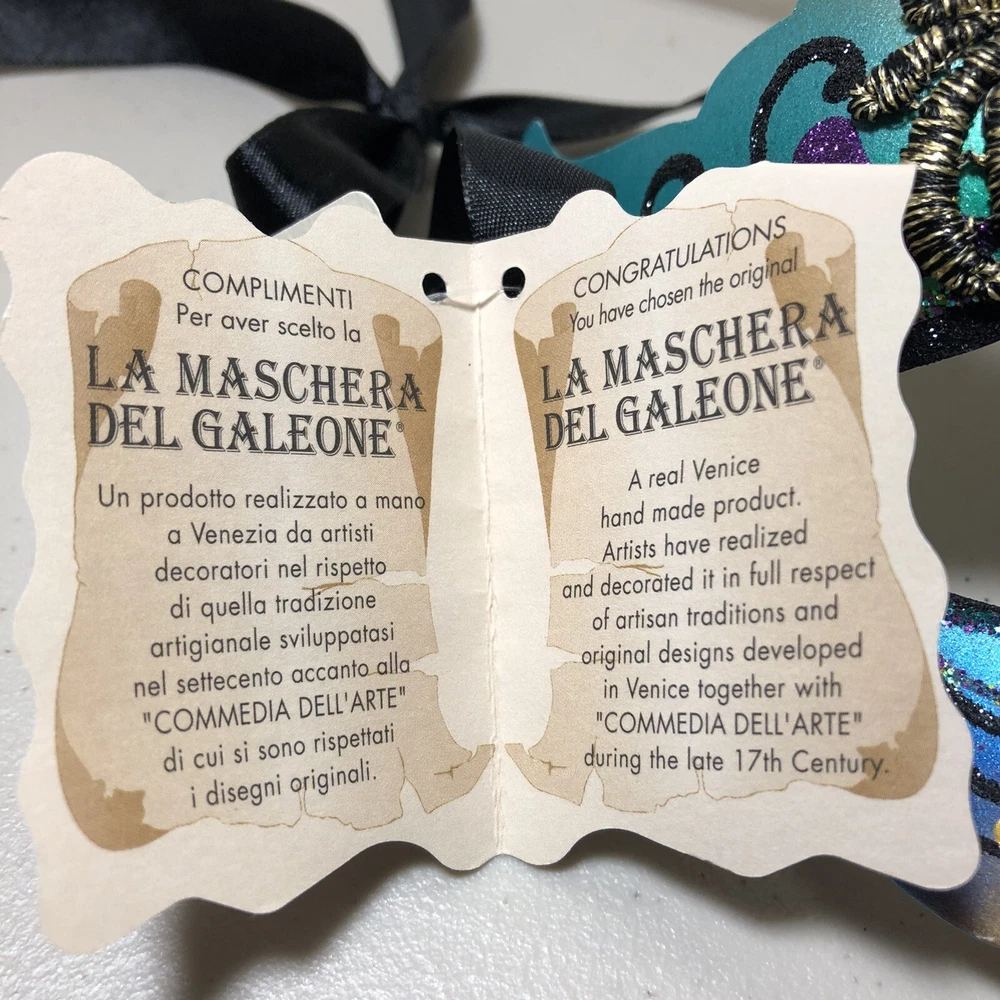 COMPLIMENTI
Per aver scelto la
LA MASCHERA
DEL GALEONE®
Un prodotto realizzato a mano
a Venezia da artisti
decoratori nel rispetto
di quella tradizione
artigianale sviluppatasi
nel settecento accanto alla
"COMMEDIA DELL'ARTE"
di cui si sono rispettati
i disegni originali.
CONGRATULATIONS
You have chosen the original
LA MASCHERA
DEL GALEONE®
A real Venice
hand made product.
Artists have realized
and decorated it in full respect
of artisan traditions and
original designs developed
in Venice together with
"COMMEDIA DELL'ARTE"
during the late 17th Century.